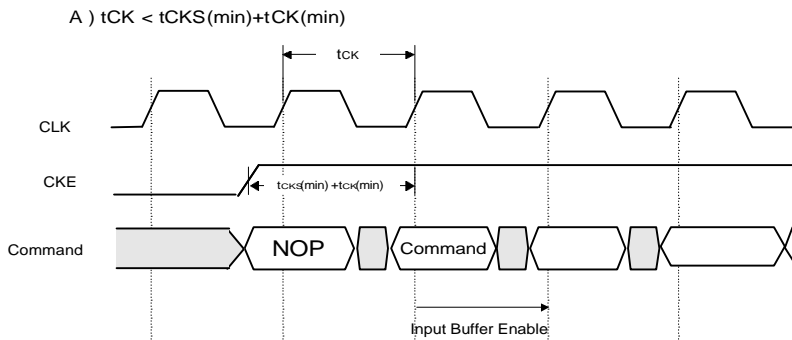 A ) tCK < tCKS(min)+tCK(min)
tCK
CLK
CKE
tCKS(min) +tCK(min)
Command
NOP
Command
Input Buffer Enable